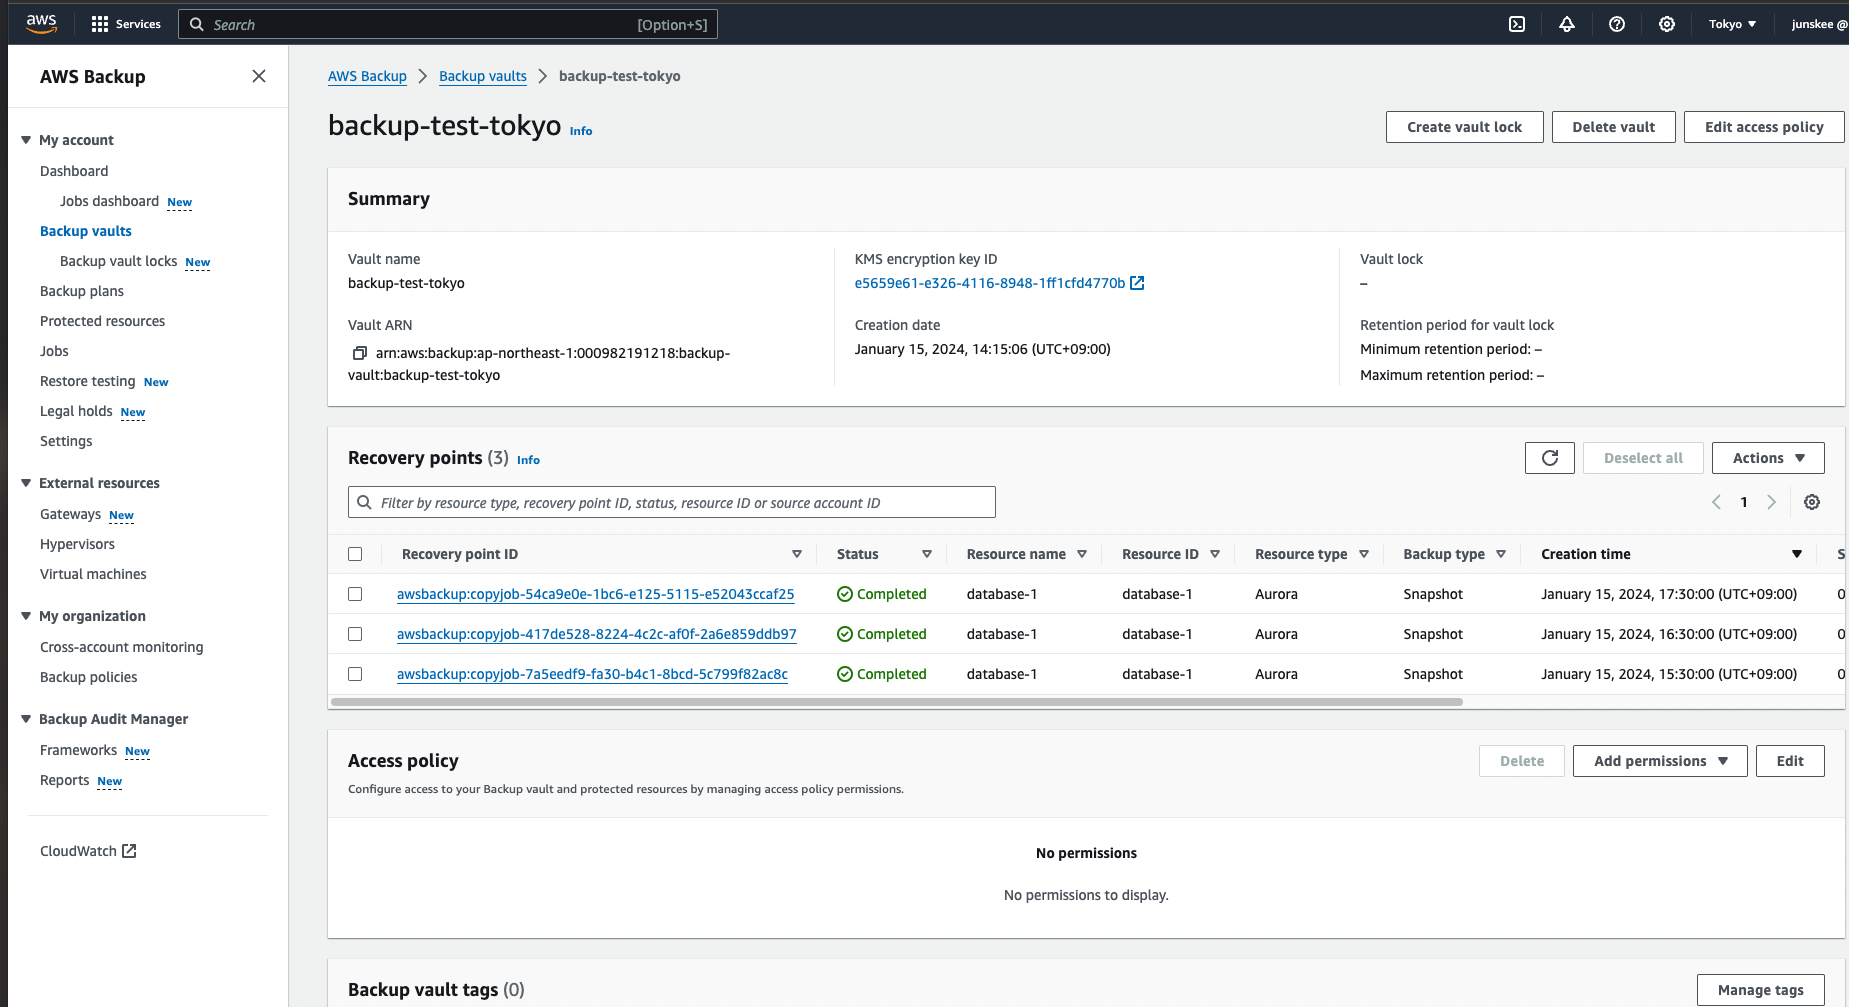 aws
Services
Search
[Option+S]
Tokyo
junskee @
AWS Backup
My account
Dashboard
Jobs dashboard New
Backup vaults
Backup vault locks New
Backup plans
Protected resources
Jobs
Restore testing New
Legal holds New
Settings
External resources
Gateways New
Hypervisors
Virtual machines
My organization
Cross-account monitoring
Backup policies
Backup Audit Manager
Frameworks New
Reports New
CloudWatch
AWS Backup > Backup vaults > backup-test-tokyo
backup-test-tokyo Info
Create vault lock
Delete vault
Edit access policy
Summary
Vault name
backup-test-tokyo
Vault ARN
arn:aws:backup:ap-northeast-1:000982191218:backup-
vault:backup-test-tokyo
KMS encryption key ID
e5659e61-e326-4116-8948-1ff1cfd4770b
Creation date
January 15, 2024, 14:15:06 (UTC+09:00)
Vault lock
–
Retention period for vault lock
Minimum retention period: –
Maximum retention period: –
Recovery points (3) Info
Deselect all
Actions
Filter by resource type, recovery point ID, status, resource ID or source account ID
1
Recovery point ID Status Resource name Resource ID Resource type Backup type Creation time S
awsbackup:copyjob-54ca9e0e-1bc6-e125-5115-e52043ccaf25 Completed database-1 database-1 Aurora Snapshot January 15, 2024, 17:30:00 (UTC+09:00) 0
awsbackup:copyjob-417de528-8224-4c2c-af0f-2a6e859ddb97 Completed database-1 database-1 Aurora Snapshot January 15, 2024, 16:30:00 (UTC+09:00) 0
awsbackup:copyjob-7a5eedf9-fa30-b4c1-8bcd-5c799f82ac8c Completed database-1 database-1 Aurora Snapshot January 15, 2024, 15:30:00 (UTC+09:00) 0
Access policy
Delete
Add permissions
Edit
Configure access to your Backup vault and protected resources by managing access policy permissions.
No permissions
No permissions to display.
Backup vault tags (0)
Manage tags